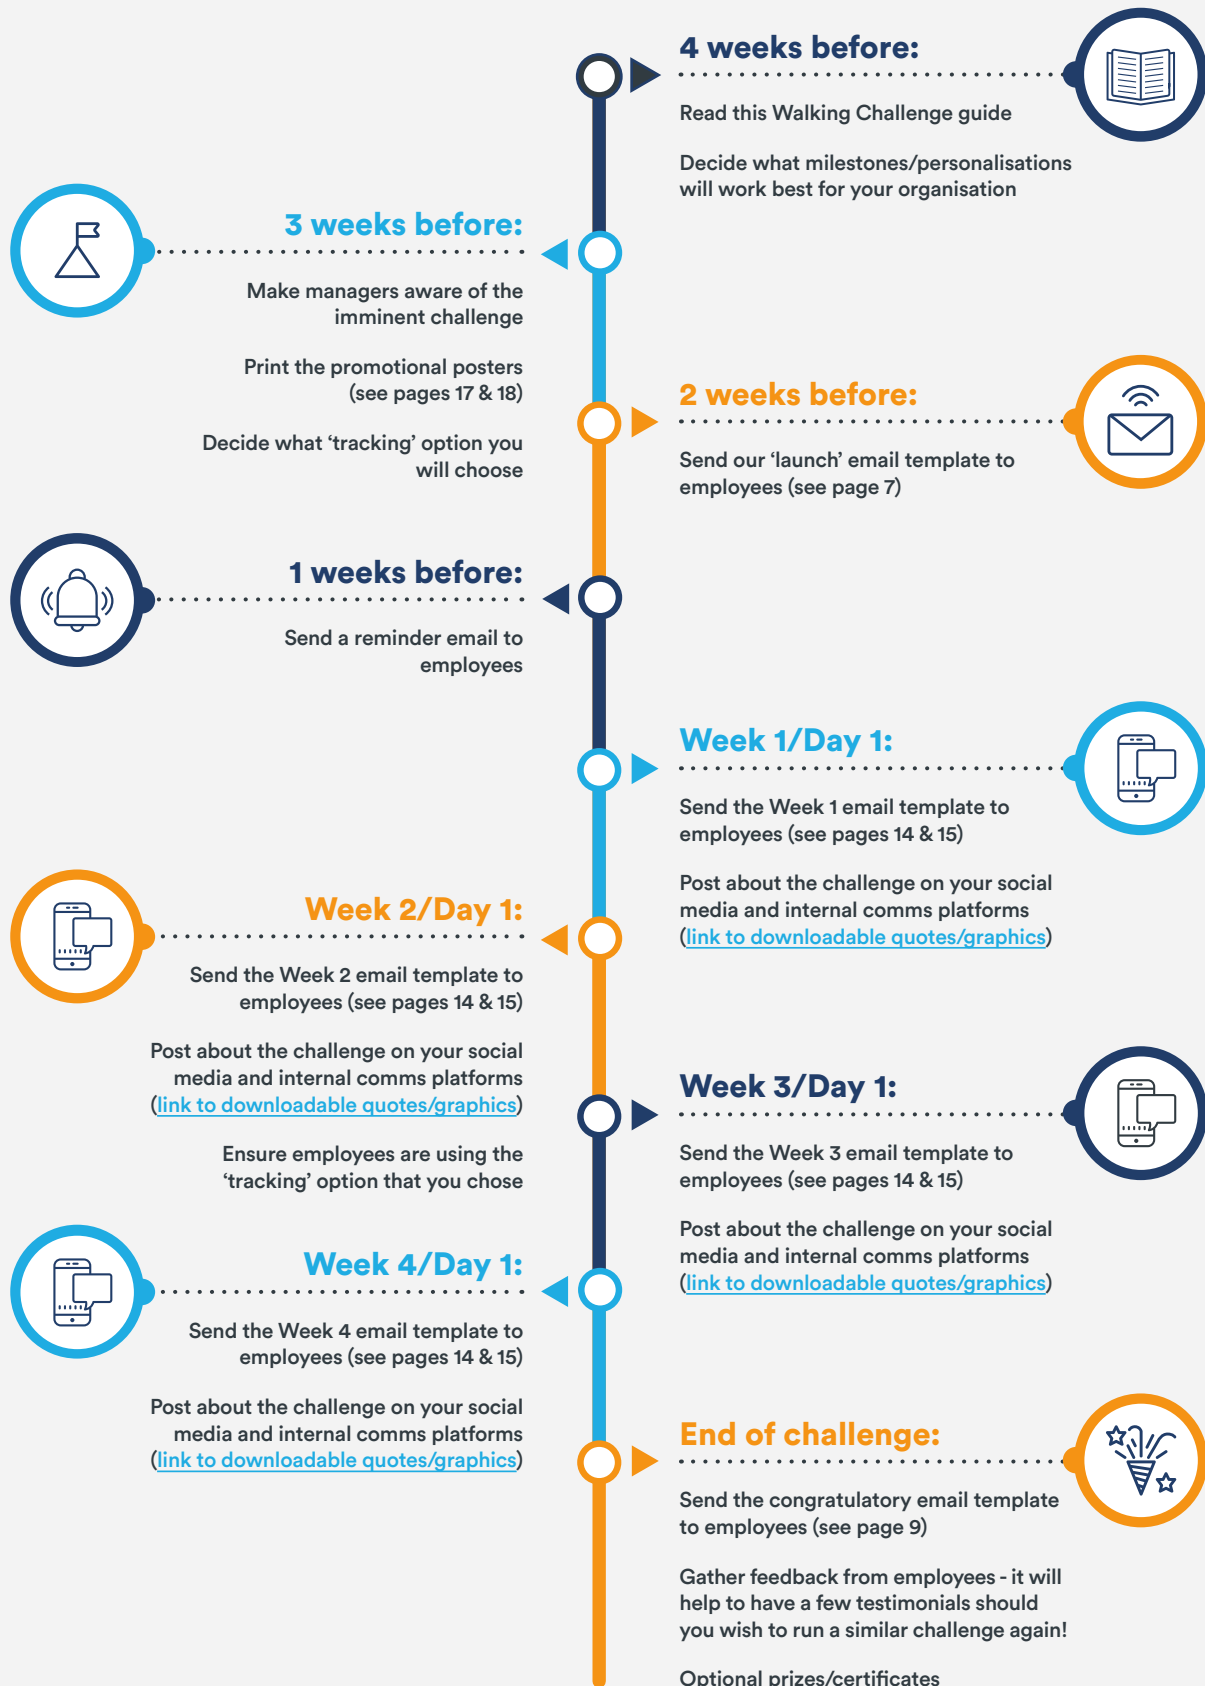 4 weeks before:
Read this Walking Challenge guide
Decide what milestones/personalisations
will work best for your organisation
3 weeks before:
Make managers aware of the
imminent challenge
Print the promotional posters
(see pages 17 & 18)
Decide what ‘tracking’ option you
will choose
2 weeks before:
Send our ‘launch’ email template to
employees (see page 7)
1 weeks before:
Send a reminder email to
employees
Week 1/Day 1:
Send the Week 1 email template to
employees (see pages 14 & 15)
Post about the challenge on your social
media and internal comms platforms
(link to downloadable quotes/graphics)
Week 2/Day 1:
Send the Week 2 email template to
employees (see pages 14 & 15)
Post about the challenge on your social
media and internal comms platforms
(link to downloadable quotes/graphics)
Ensure employees are using the
‘tracking’ option that you chose
Week 3/Day 1:
Send the Week 3 email template to
employees (see pages 14 & 15)
Post about the challenge on your social
media and internal comms platforms
(link to downloadable quotes/graphics)
Week 4/Day 1:
Send the Week 4 email template to
employees (see pages 14 & 15)
Post about the challenge on your social
media and internal comms platforms
(link to downloadable quotes/graphics)
End of challenge:
Send the congratulatory email template
to employees (see page 9)
Gather feedback from employees - it will
help to have a few testimonials should
you wish to run a similar challenge again!
Optional prizes/certificates